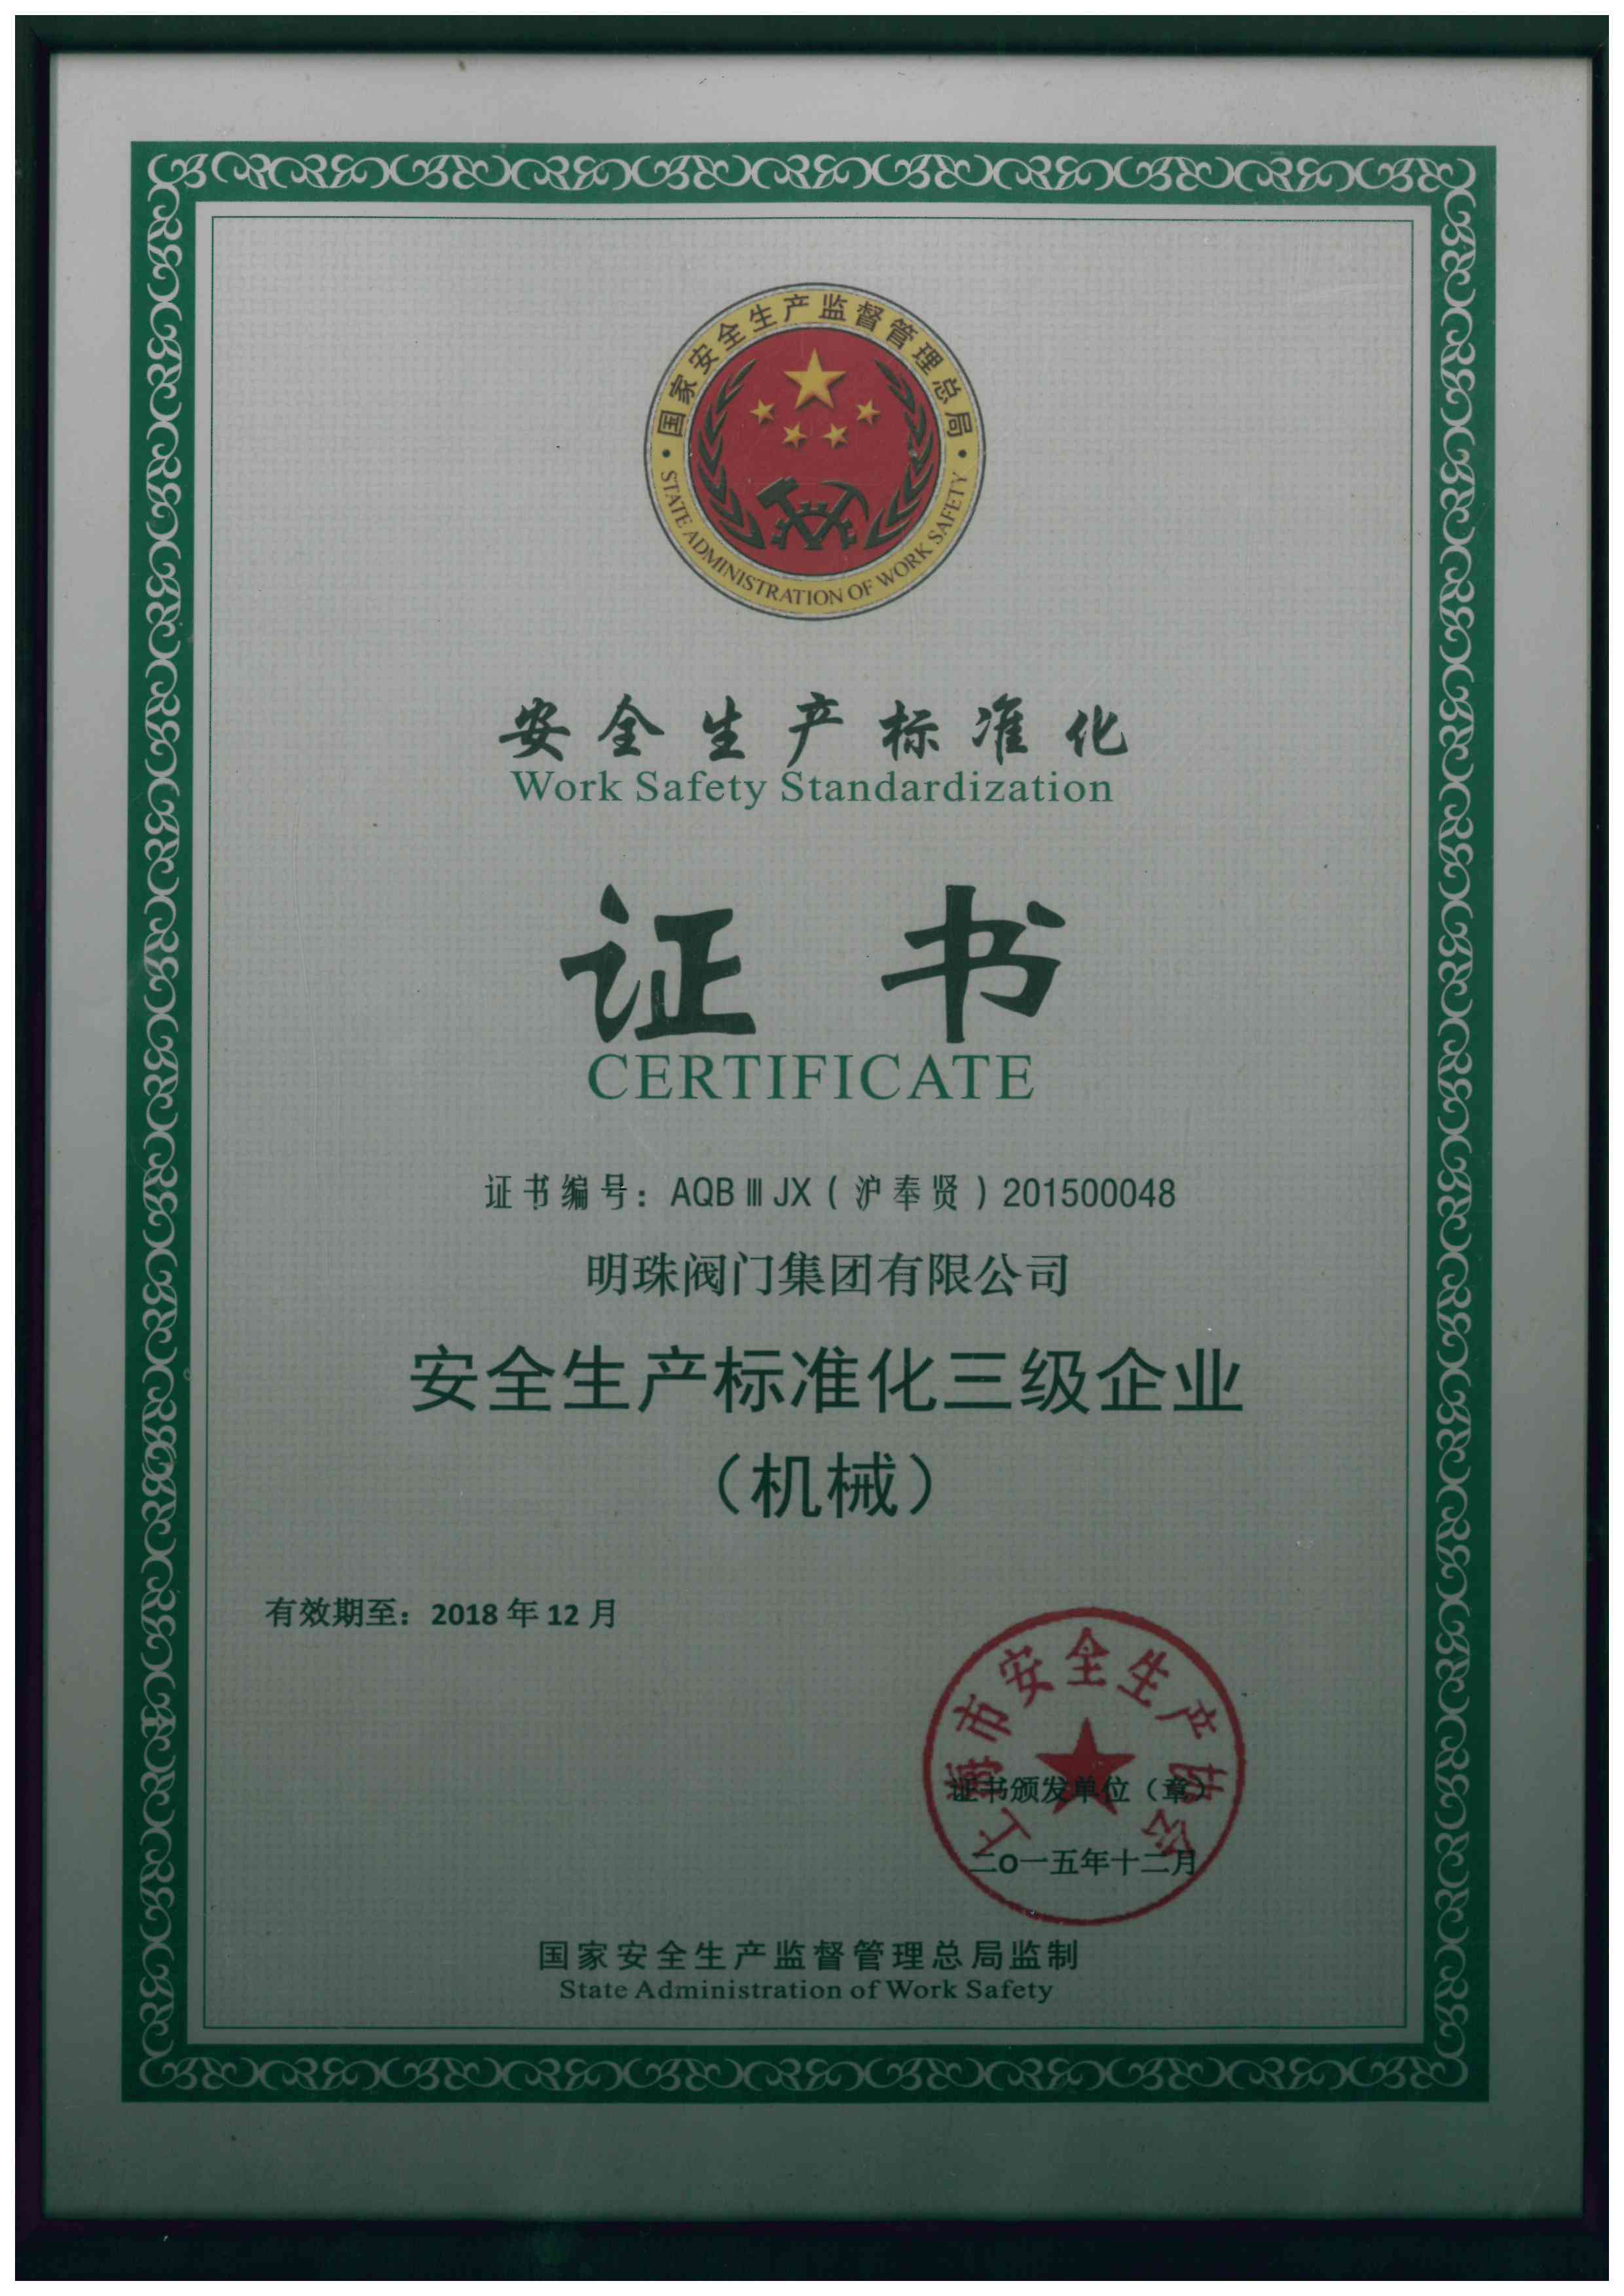 国家安全生产监督管理总局
STATE ADMINISTRATION OF WORK SAFETY
安全生产标准化
Work Safety Standardization
证书
CERTIFICATE
证书编号：AQBⅢJX（沪奉贤）201500048
明珠阀门集团有限公司
安全生产标准化三级企业
（机械）
有效期至：2018年12月
上海市安全生产协会
证书颁发单位（章）
二〇一五年十二月
国家安全生产监督管理总局监制
State Administration of Work Safety